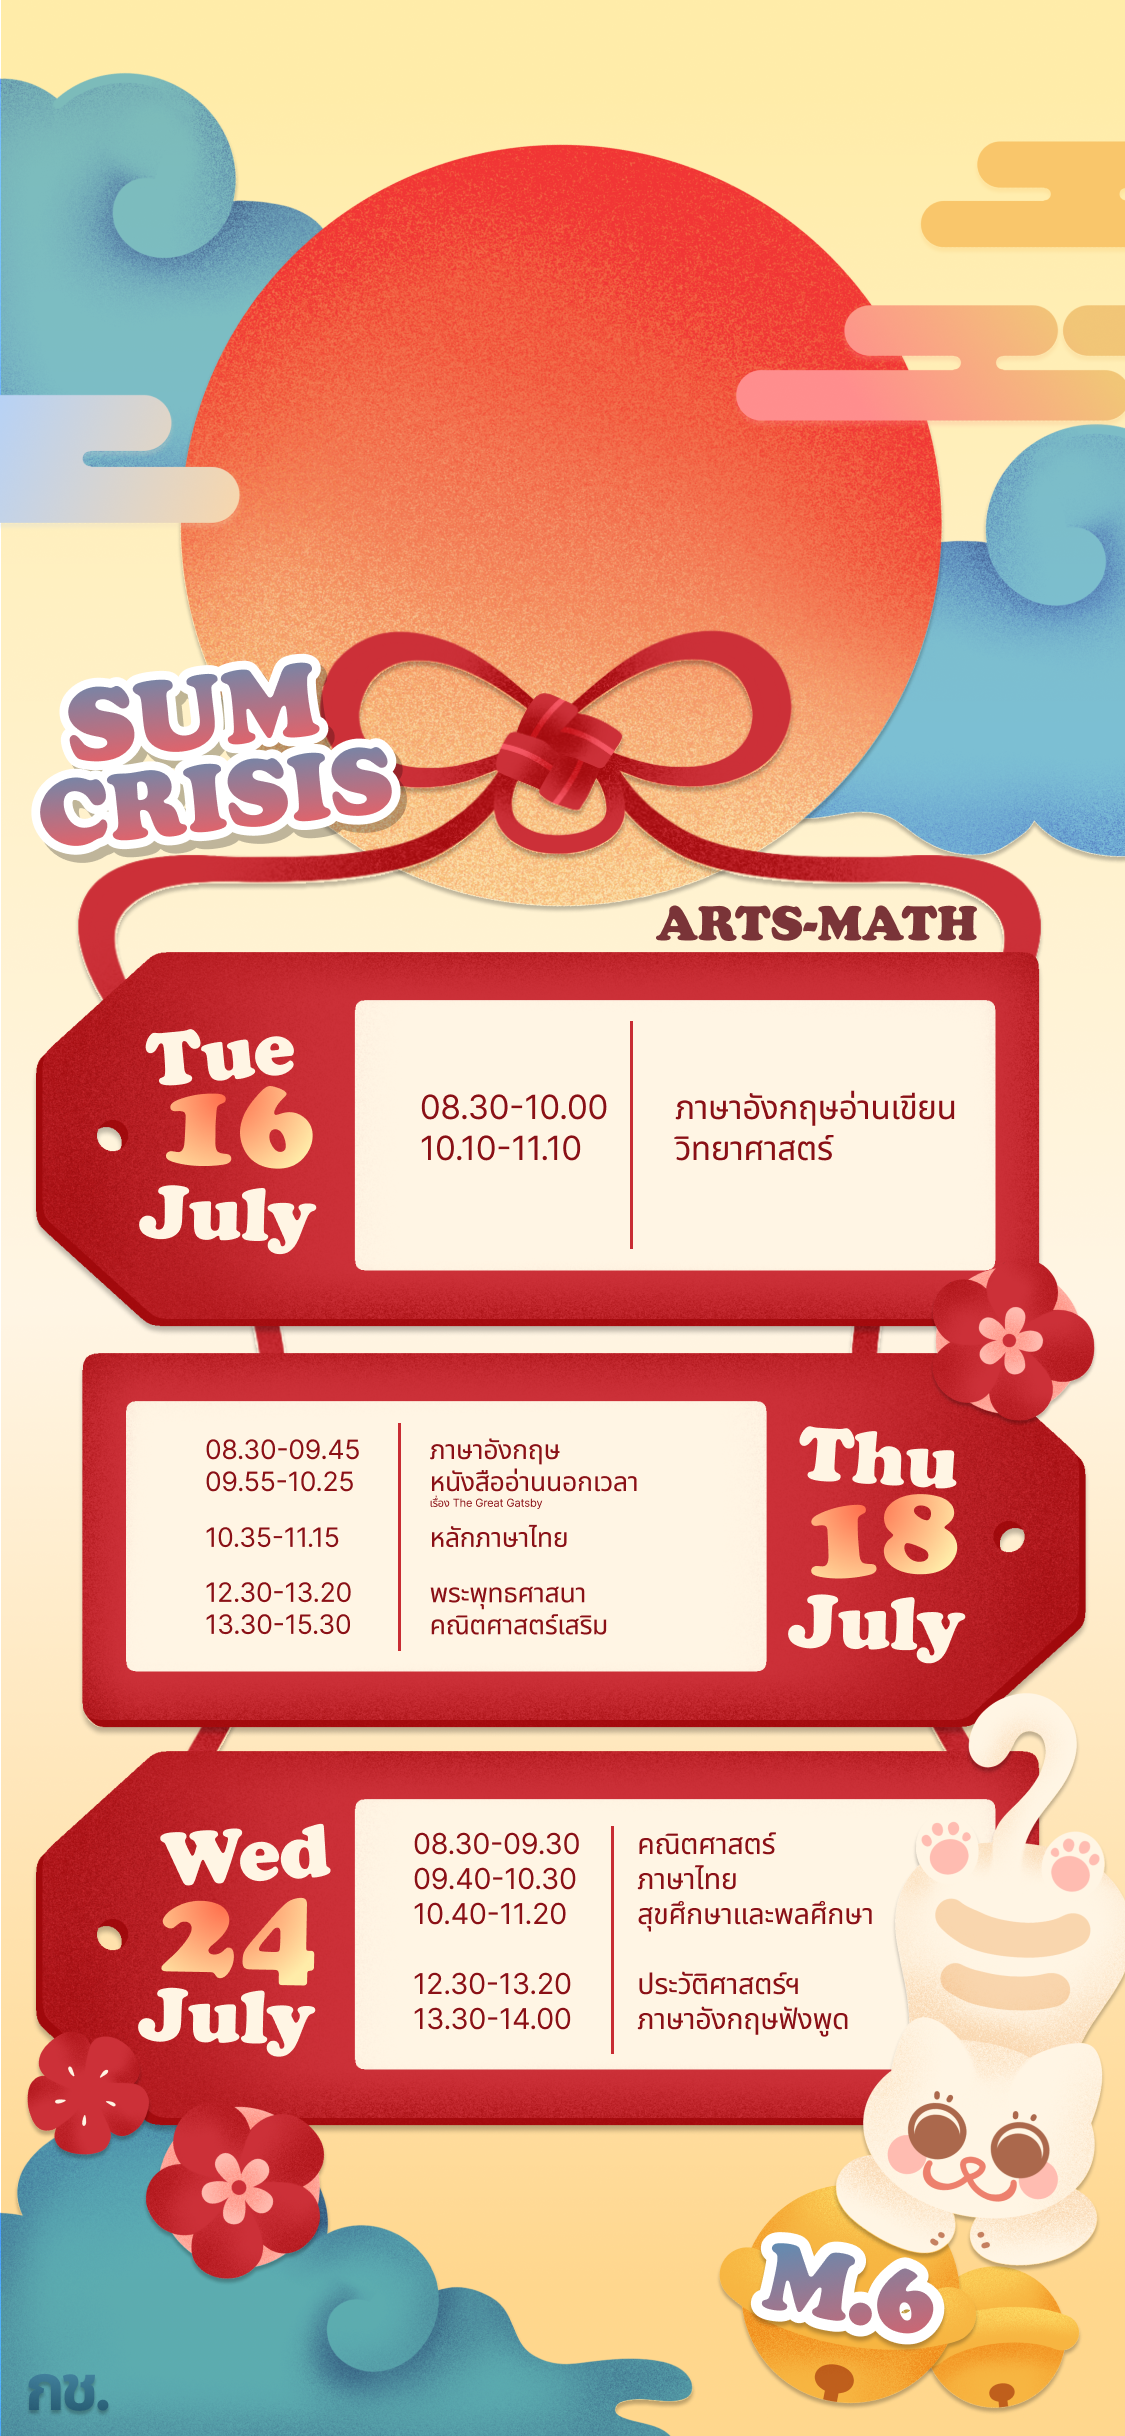 SUM
CRISIS
ARTS-MATH
Tue
16
July
08.30-10.00 ภาษาอังกฤษอ่านเขียน
10.10-11.10 วิทยาศาสตร์
Thu
18
July
08.30-09.45 ภาษาอังกฤษ
09.55-10.25 หนังสืออ่านนอกเวลา
เรื่อง The Great Gatsby
10.35-11.15 หลักภาษาไทย
12.30-13.20 พระพุทธศาสนา
13.30-15.30 คณิตศาสตร์เสริม
Wed
24
July
08.30-09.30 คณิตศาสตร์
09.40-10.30 ภาษาไทย
10.40-11.20 สุขศึกษาและพลศึกษา
12.30-13.20 ประวัติศาสตร์ฯ
13.30-14.00 ภาษาอังกฤษฟังพูด
M.6
กช.